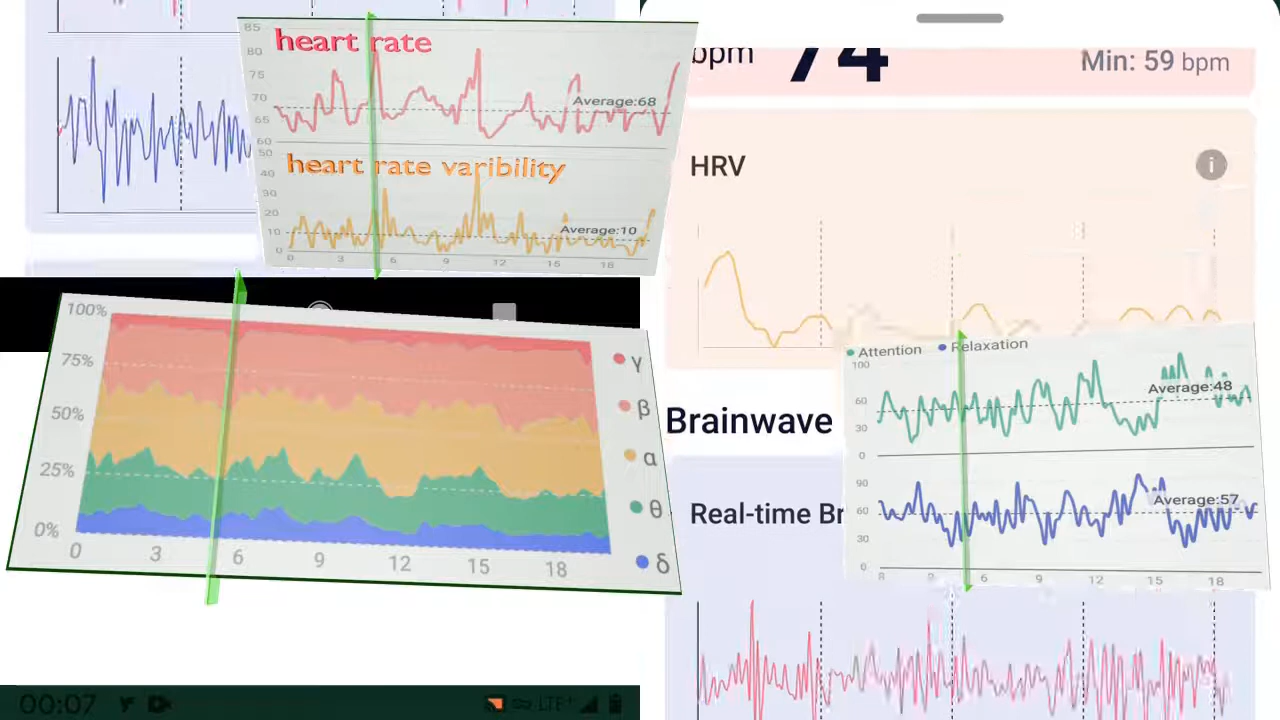 85
heart rate
80
75
70
Average:68
65
60
50
heart rate varibility
40
30
20
Average:10
10
0
0 3 6 9 12 15 18
bpm 74
Min: 59 bpm
HRV
i
100%
75%
50%
25%
0%
0 3 6 9 12 15 18
γ
β
α
θ
δ
Attention Relaxation
100
Average:48
60
30
0
90
Average:57
60
30
0
6 9 12 15 18
Brainwave
Real-time Br
00:07
LTE+